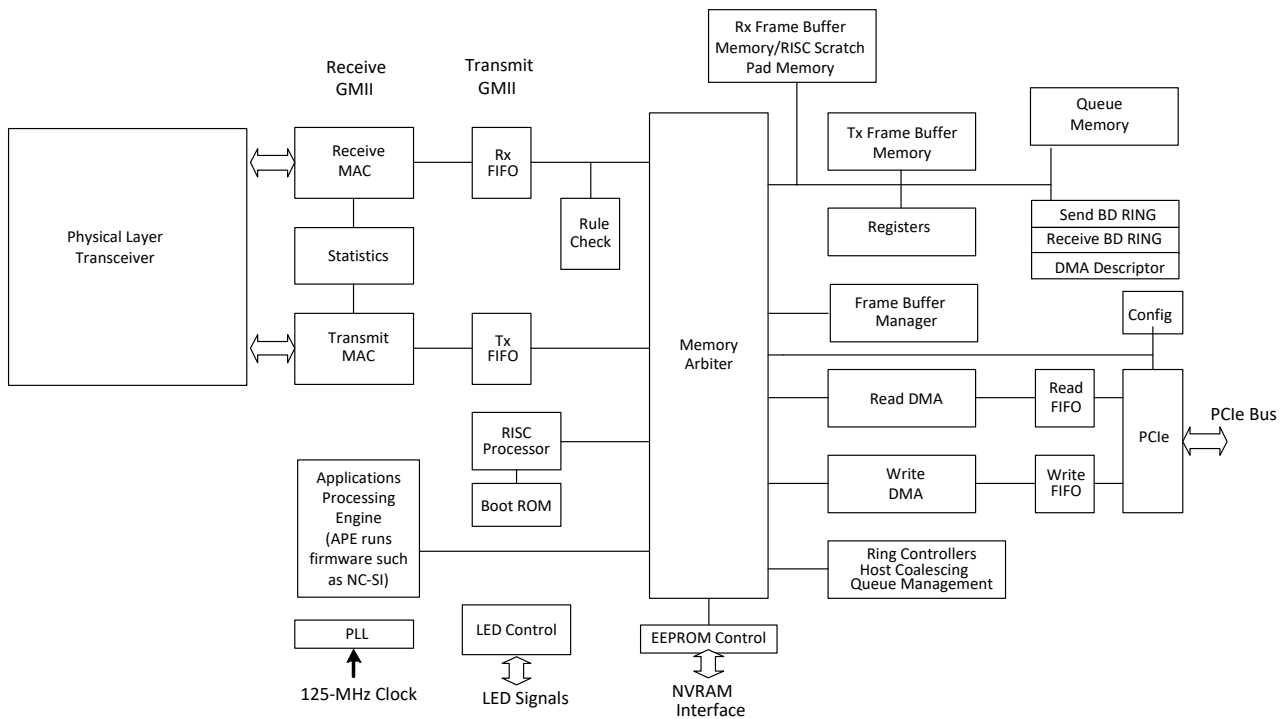 Rx Frame Buffer
Memory/RISC Scratch
Pad Memory
Receive
GMII
Transmit
GMII
Queue
Memory
Receive
MAC
Rx
FIFO
Tx Frame Buffer
Memory
Physical Layer
Transceiver
Statistics
Rule
Check
Registers
Send BD RING
Receive BD RING
DMA Descriptor
Transmit
MAC
Tx
FIFO
Memory
Arbiter
Frame Buffer
Manager
Config
Read DMA
Read
FIFO
PCIe
PCIe Bus
RISC
Processor
Boot ROM
Write
DMA
Write
FIFO
Applications
Processing
Engine
(APE runs
firmware such
as NC-SI)
Ring Controllers
Host Coalescing
Queue Management
PLL
LED Control
EEPROM Control
125-MHz Clock
LED Signals
NVRAM
Interface